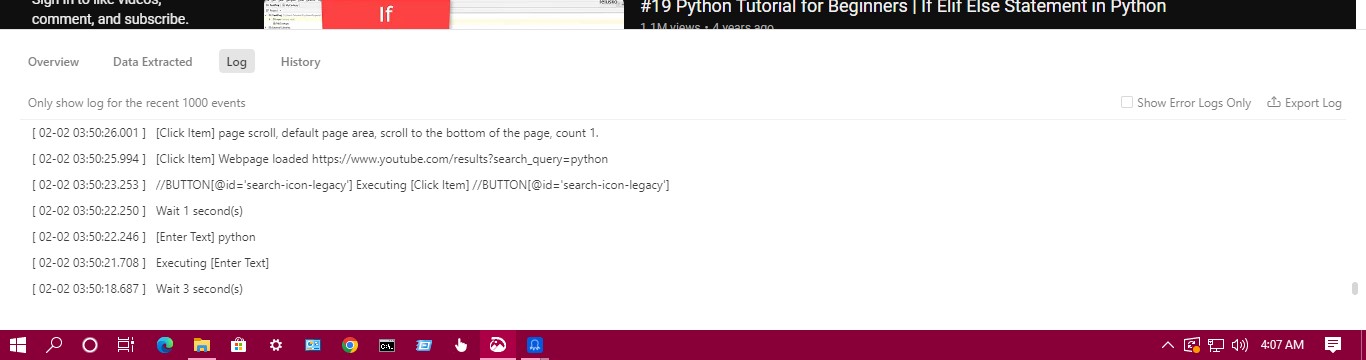 Sign in to like videos,
comment, and subscribe.
If
#19 Python Tutorial for Beginners | If Elif Else Statement in Python
1.1M views • 4 years ago
Overview Data Extracted Log History
Only show log for the recent 1000 events Show Error Logs Only Export Log
[ 02-02 03:50:26.001 ] [Click Item] page scroll, default page area, scroll to the bottom of the page, count 1.
[ 02-02 03:50:25.994 ] [Click Item] Webpage loaded https://www.youtube.com/results?search_query=python
[ 02-02 03:50:23.253 ] //BUTTON[@id='search-icon-legacy'] Executing [Click Item] //BUTTON[@id='search-icon-legacy']
[ 02-02 03:50:22.250 ] Wait 1 second(s)
[ 02-02 03:50:22.246 ] [Enter Text] python
[ 02-02 03:50:21.708 ] Executing [Enter Text]
[ 02-02 03:50:18.687 ] Wait 3 second(s)
4:07 AM